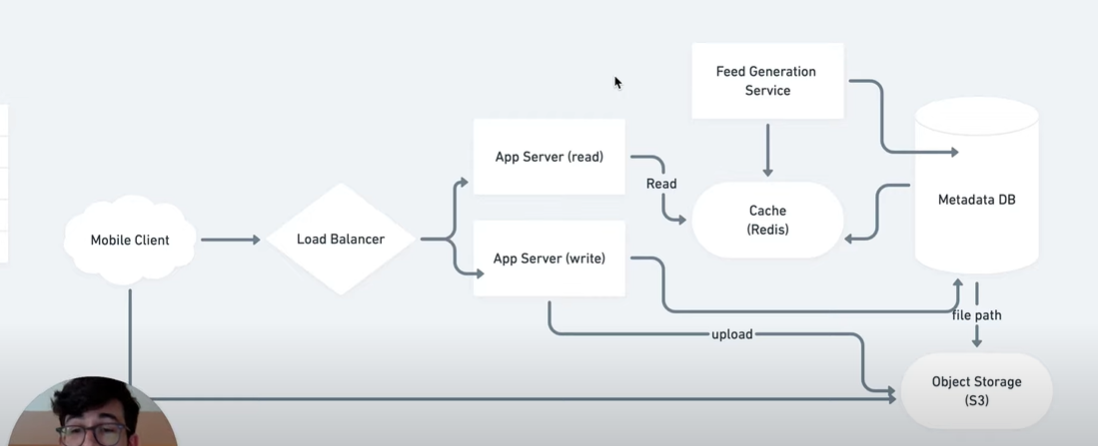 Feed Generation
Service
App Server (read)
Read
Metadata DB
Cache
(Redis)
Mobile Client
Load Balancer
App Server (write)
file path
upload
Object Storage
(S3)